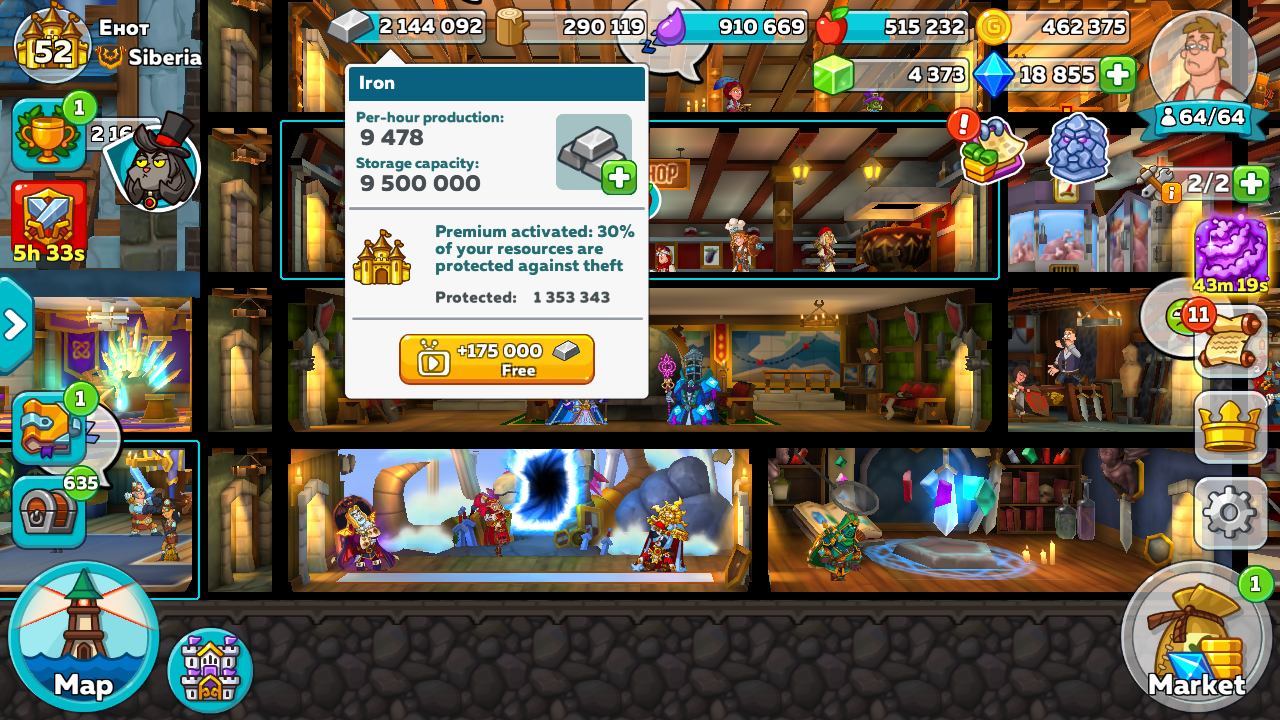 52
Енот
Siberia
2 144 092
290 119
910 669
515 232
462 375
4 373
18 855
64/64
1
2 16
5h 33s
Iron
Per-hour production:
9 478
Storage capacity:
9 500 000
Premium activated: 30%
of your resources are
protected against theft
Protected: 1 353 343
+175 000
Free
HOP
!
2/2
i
43m 19s
11
1
635
Map
1
Market